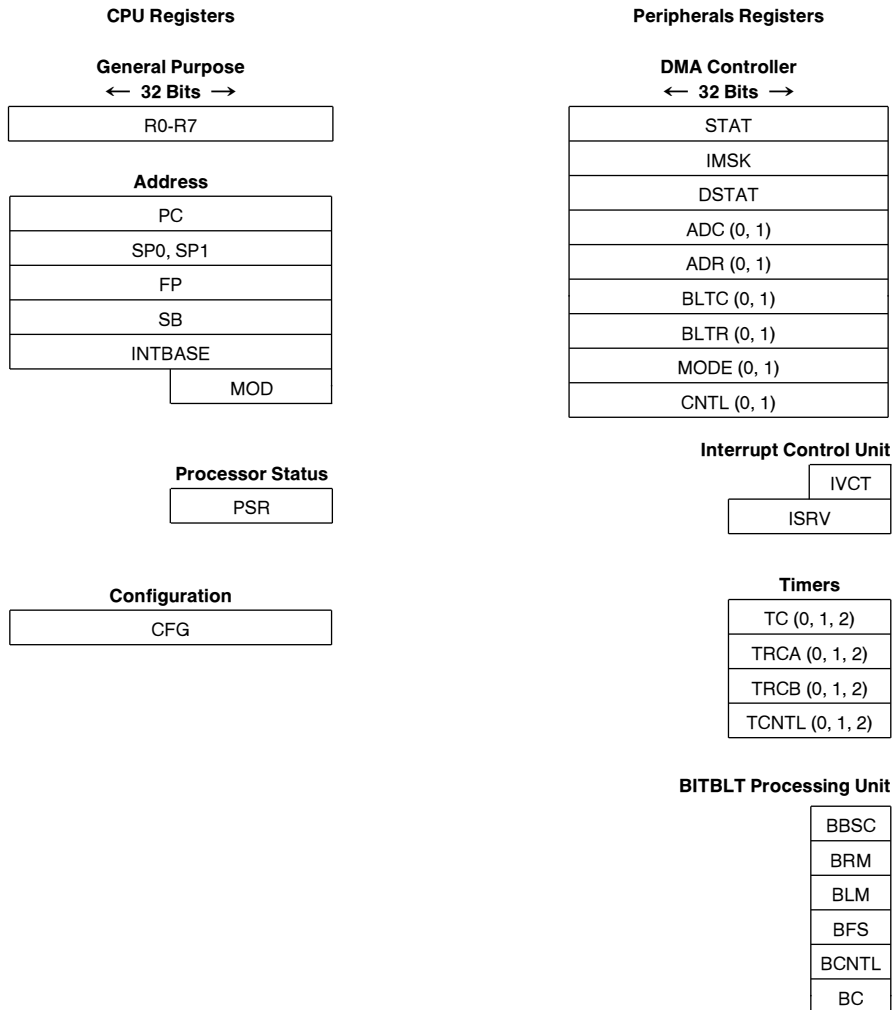 CPU Registers
General Purpose
← 32 Bits →
R0-R7
Address
PC
SP0, SP1
FP
SB
INTBASE
MOD
Processor Status
PSR
Configuration
CFG
Peripherals Registers
DMA Controller
← 32 Bits →
STAT
IMSK
DSTAT
ADC (0, 1)
ADR (0, 1)
BLTC (0, 1)
BLTR (0, 1)
MODE (0, 1)
CNTL (0, 1)
Interrupt Control Unit
IVCT
ISRV
Timers
TC (0, 1, 2)
TRCA (0, 1, 2)
TRCB (0, 1, 2)
TCNTL (0, 1, 2)
BITBLT Processing Unit
BBSC
BRM
BLM
BFS
BCNTL
BC